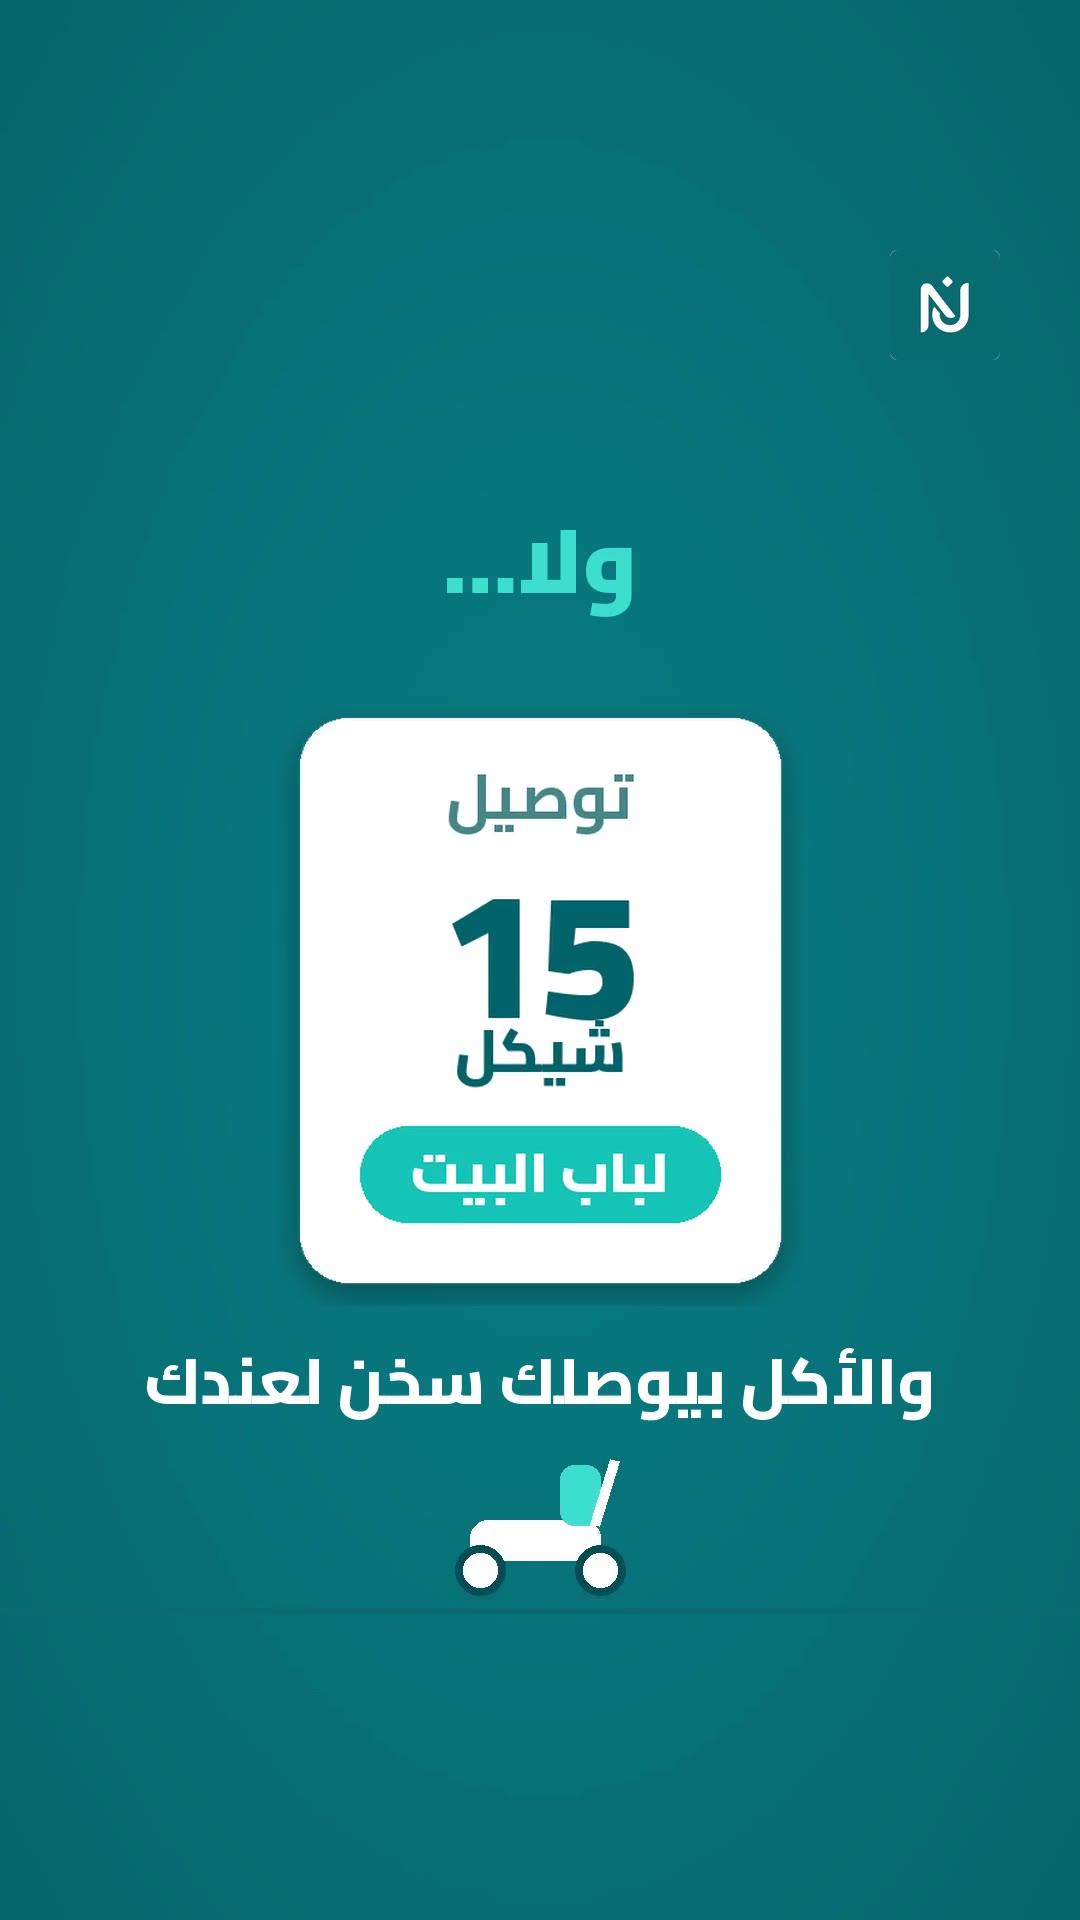 ولا...
توصيل
15
شيكل
لباب البيت
والأكل بيوصلك سخن لعندك